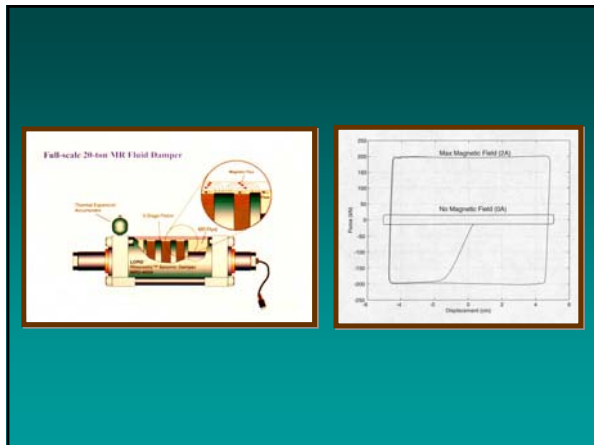 Full-scale 20-ton MR Fluid Damper
Magnetic Flux
Thermal Expansion
Accumulator
3-Stage Piston
MR Fluid
LORD
Seismic Damper
Max Magnetic Field (2A)
No Magnetic Field (0A)
Force (kN)
250
200
150
100
50
0
-50
-100
-150
-200
-250
-6
-4
-2
0
2
4
6
Displacement (cm)